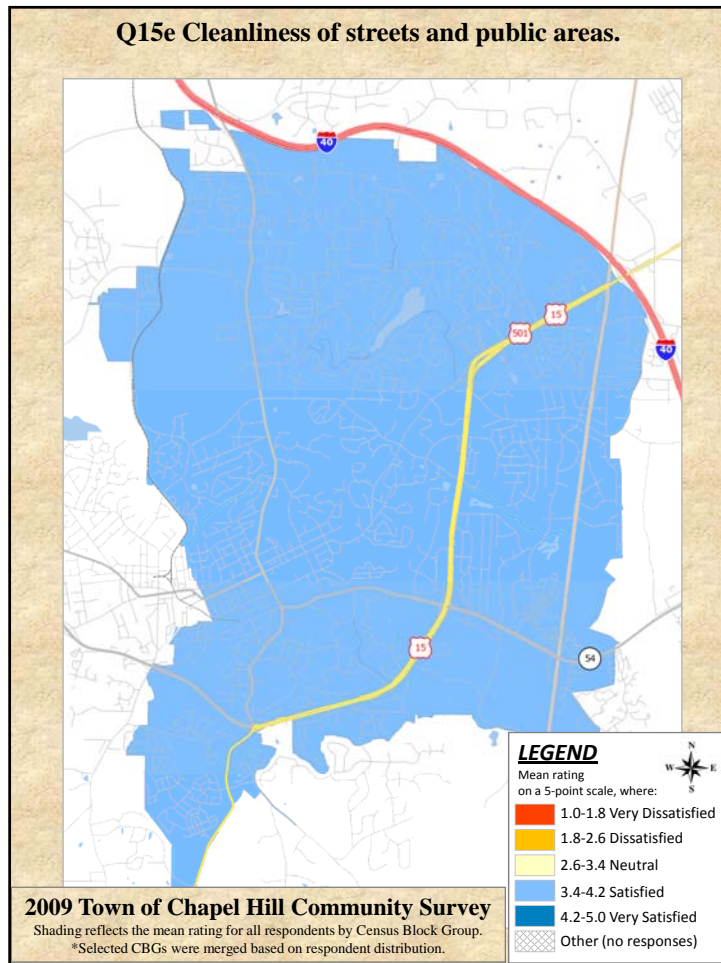 Q15e Cleanliness of streets and public areas.
40
15
501
40
15
54
LEGEND
Mean rating
on a 5-point scale, where:
N
W E
S
1.0-1.8 Very Dissatisfied
1.8-2.6 Dissatisfied
2.6-3.4 Neutral
3.4-4.2 Satisfied
4.2-5.0 Very Satisfied
Other (no responses)
2009 Town of Chapel Hill Community Survey
Shading reflects the mean rating for all respondents by Census Block Group.
*Selected CBGs were merged based on respondent distribution.